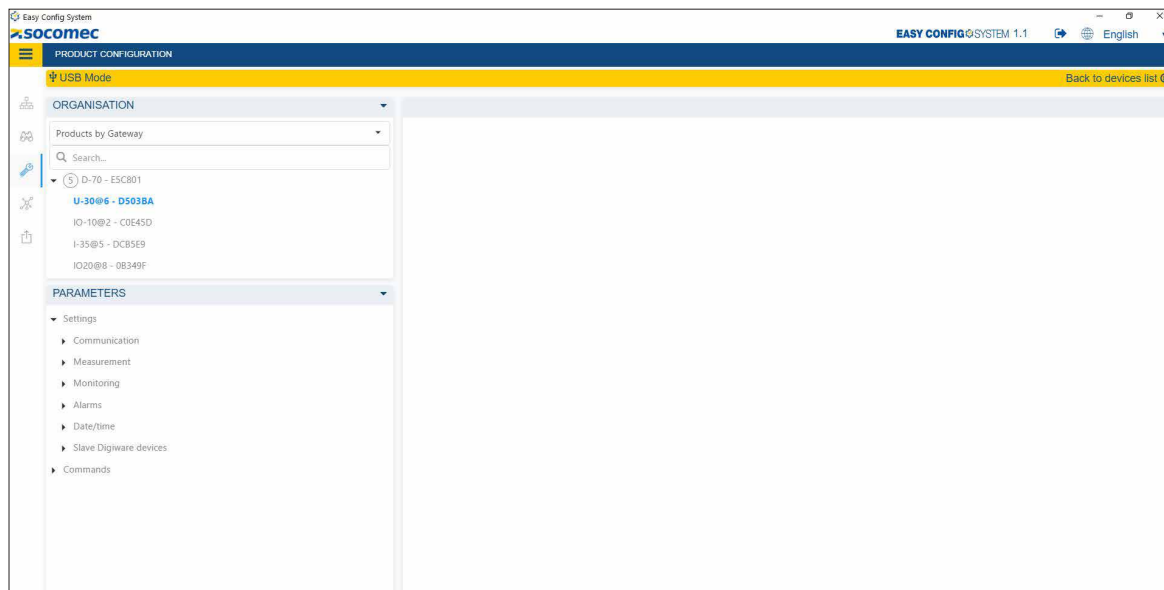 Easy Config System
socomec
EASY CONFIG SYSTEM 1.1
English
PRODUCT CONFIGURATION
USB Mode
Back to devices list
ORGANISATION
Products by Gateway
Search...
5 D-70 - E5C801
U-30@6 - D503BA
IO-10@2 - C0E45D
I-35@5 - DCB5E9
IO20@8 - 0B349F
PARAMETERS
Settings
Communication
Measurement
Monitoring
Alarms
Date/time
Slave Digiware devices
Commands